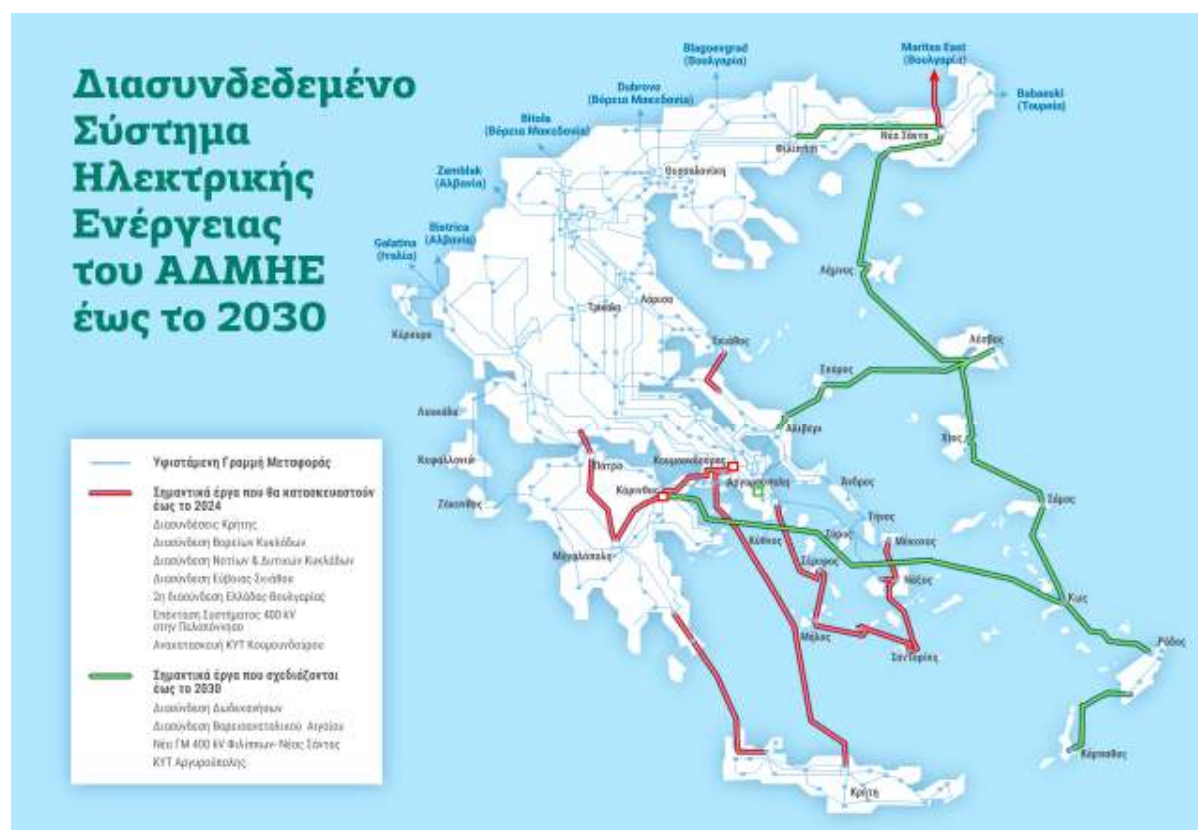 Διασυνδεδεμένο
Σύστημα
Ηλεκτρικής
Ενέργειας
του ΑΔΜΗΕ
έως το 2030
Blagoevgrad
(Βουλγαρία)
Maritsa East
(Βουλγαρία)
Dubrovo
(Βόρεια Μακεδονία)
Babaeski
(Τουρκία)
Bitola
(Βόρεια Μακεδονία)
Νέα Σάντα
Φίλιπποι
Zemblak
(Αλβανία)
Θεσσαλονίκη
Bistrica
(Αλβανία)
Galatina
(Ιταλία)
Λήμνος
Τρίκαλα
Λάρισα
Κέρκυρα
Σκιάθος
Λέσβος
Σκύρος
Λευκάδα
Αλιβέρι
Χίος
Κεφαλλονιά
Πάτρα
Κουμουνδούρος
Αργυρούπολη
Άνδρος
Κόρινθος
Ζάκυνθος
Σάμος
Τήνος
Σύρος
Μύκονος
Κύθνος
Μεγαλόπολη
Σέριφος
Νάξος
Κως
Μήλος
Σαντορίνη
Ρόδος
Κάρπαθος
Κρήτη
Υφιστάμενη Γραμμή Μεταφοράς
Σημαντικά έργα που θα κατασκευαστούν
έως το 2024
Διασυνδέσεις Κρήτης
Διασύνδεση Βορείων Κυκλάδων
Διασύνδεση Νοτίων & Δυτικών Κυκλάδων
Διασύνδεση Εύβοιας-Σκιάθου
2η διασύνδεση Ελλάδας-Βουλγαρίας
Επέκταση Συστήματος 400 kV
στην Πελοπόννησο
Ανακατασκευή ΚΥΤ Κουμουνδούρου
Σημαντικά έργα που σχεδιάζονται
έως το 2030
Διασύνδεση Δωδεκανήσων
Διασύνδεση Βορειοανατολικού Αιγαίου
Νέα ΓΜ 400 kV Φιλίππων- Νέας Σάντας
ΚΥΤ Αργυρούπολης